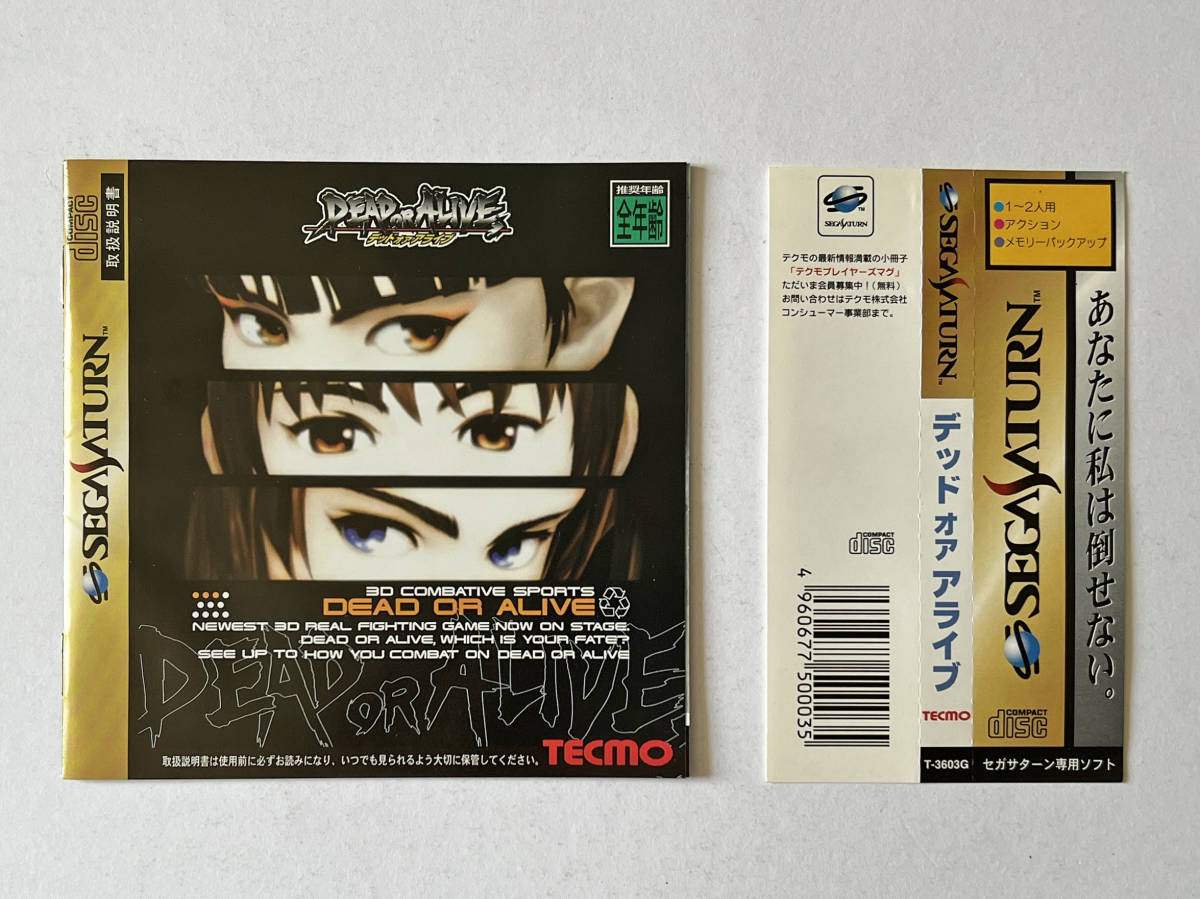 COMPACT
disc
取扱説明書
SEGA SATURN™
DEAD OR ALIVE
デッド オア アライブ
推奨年齢
全年齢
3D COMBATIVE SPORTS
DEAD OR ALIVE
NEWEST 3D REAL FIGHTING GAME NOW ON STAGE.
DEAD OR ALIVE, WHICH IS YOUR FATE?
SEE UP TO HOW YOU COMBAT ON DEAD OR ALIVE
DEAD OR ALIVE
TECMO
取扱説明書は使用前に必ずお読みになり、いつでも見られるよう大切に保管してください。
SEGA SATURN™
テクモの最新情報満載の小冊子
「テクモプレイヤーズマグ」
ただいま会員募集中!(無料)
お問い合わせはテクモ株式会社
コンシューマー事業部まで。
COMPACT
disc
4 960677 500035
SEGA SATURN™
デッド オア アライブ
TECMO
T-3603G
1〜2人用
アクション
メモリーバックアップ
SEGA SATURN™
COMPACT
disc
あなたに私は倒せない。
セガサターン専用ソフト